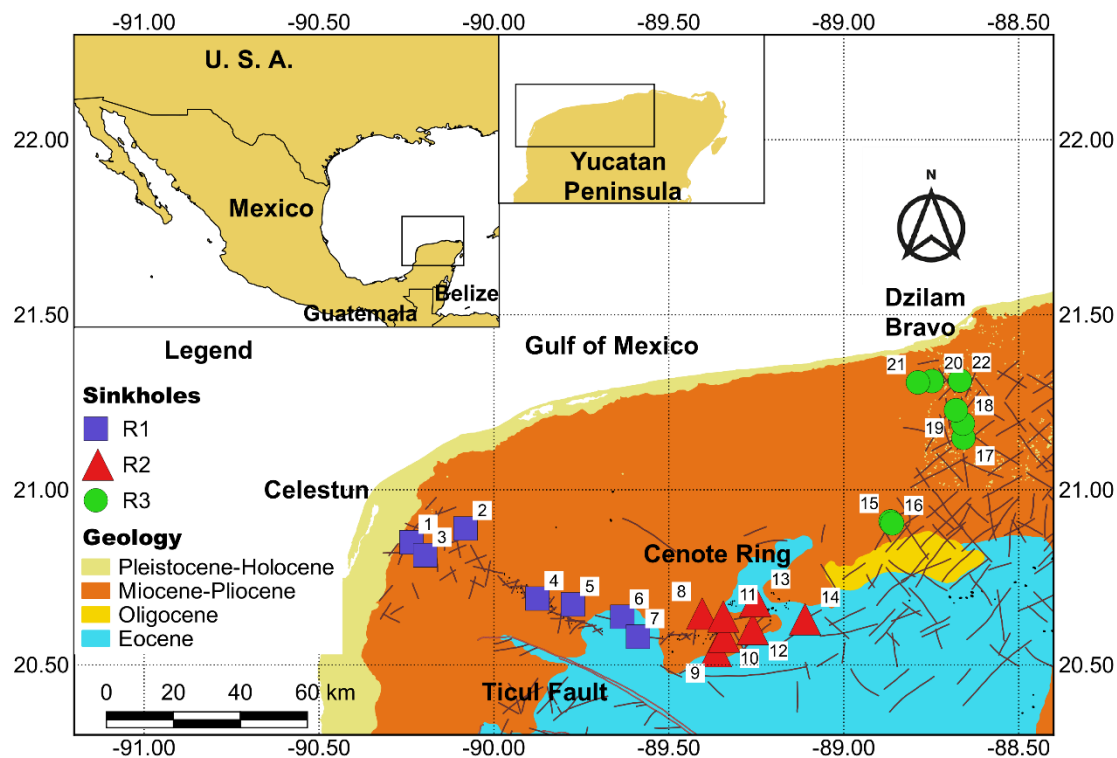 -91.00 -90.50 -90.00 -89.50 -89.00 -88.50
U. S. A.
Mexico
Guatemala
Belize
Yucatan
Peninsula
22.00
22.00
N
Dzilam
Bravo
21.50
21.50
Gulf of Mexico
Legend
Sinkholes
R1
R2
R3
Geology
Pleistocene-Holocene
Miocene-Pliocene
Oligocene
Eocene
0 20 40 60 km
21 20 22
18
19
17
21.00
21.00
Celestun
15 16
1 2
3
Cenote Ring
4 5
6
7
8
11
13
14
9
10
12
20.50
20.50
Ticul Fault
-91.00 -90.50 -90.00 -89.50 -89.00 -88.50